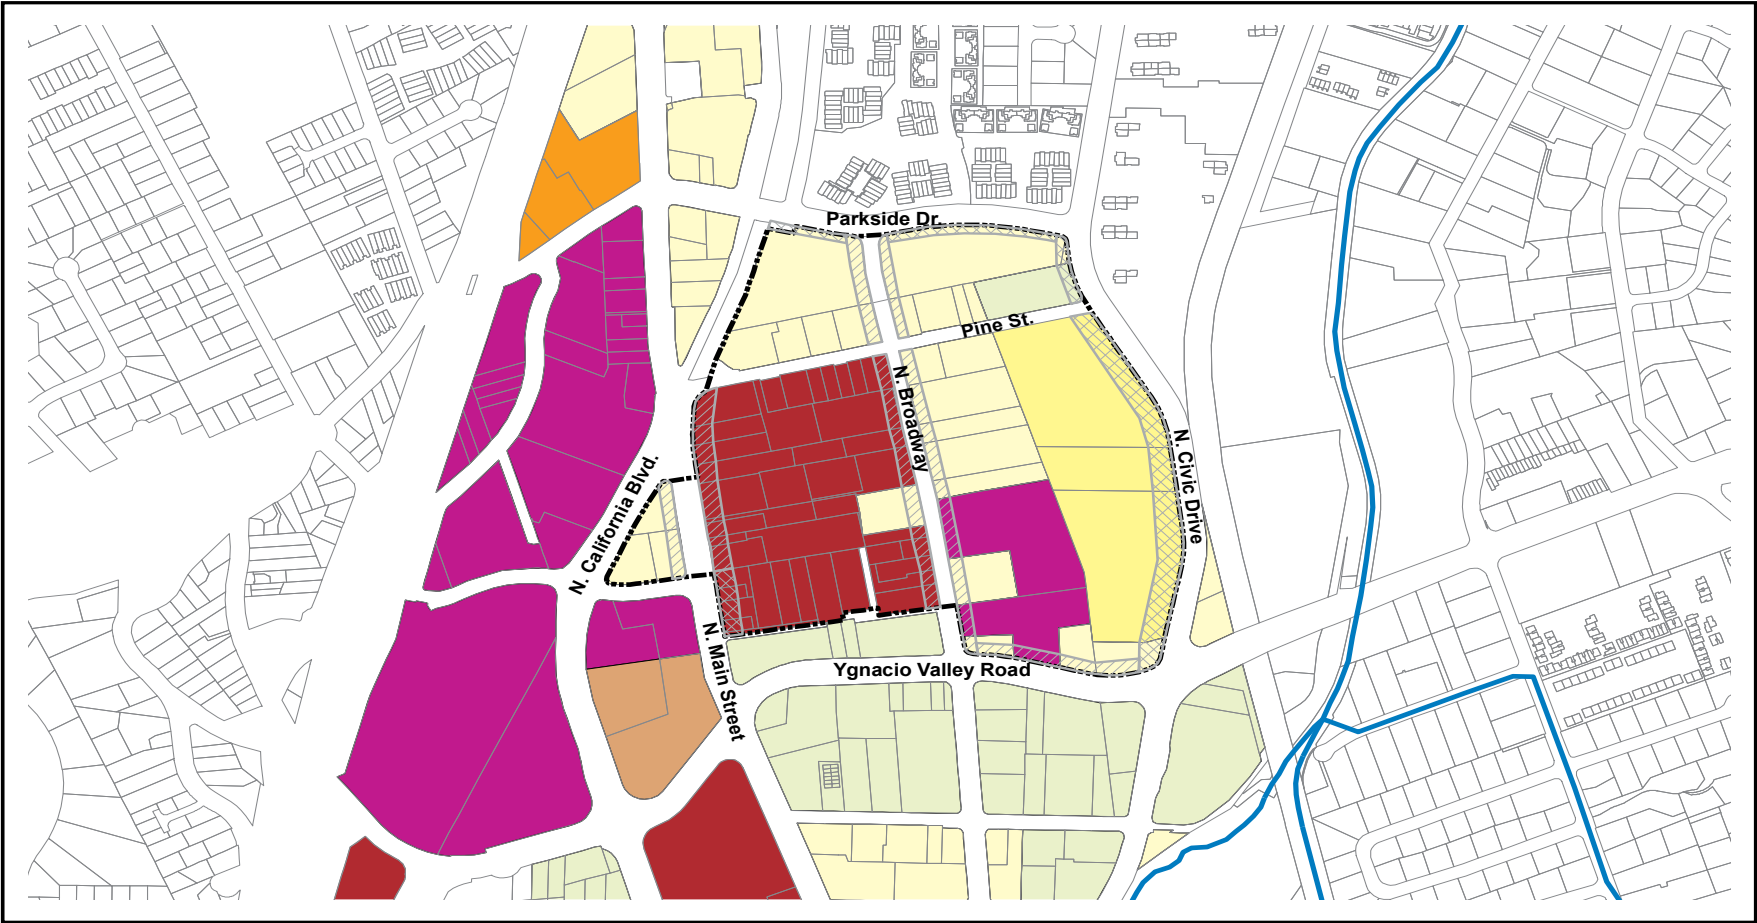 Parkside Dr.
Pine St.
N. Broadway
N. Civic Drive
N. California Blvd.
N. Main Street
Ygnacio Valley Road